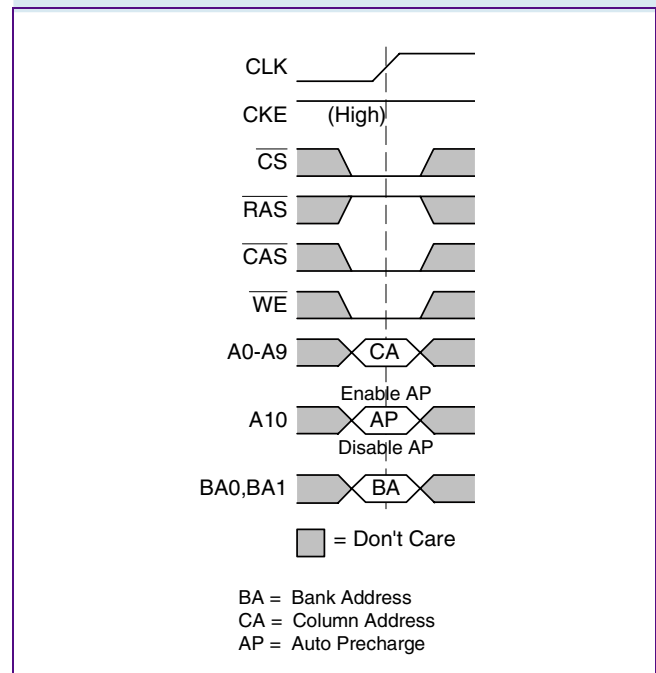 CLK
CKE (High)
CS
RAS
CAS
WE
A0-A9 CA
Enable AP
A10 AP
Disable AP
BA0,BA1 BA
= Don't Care
BA = Bank Address
CA = Column Address
AP = Auto Precharge